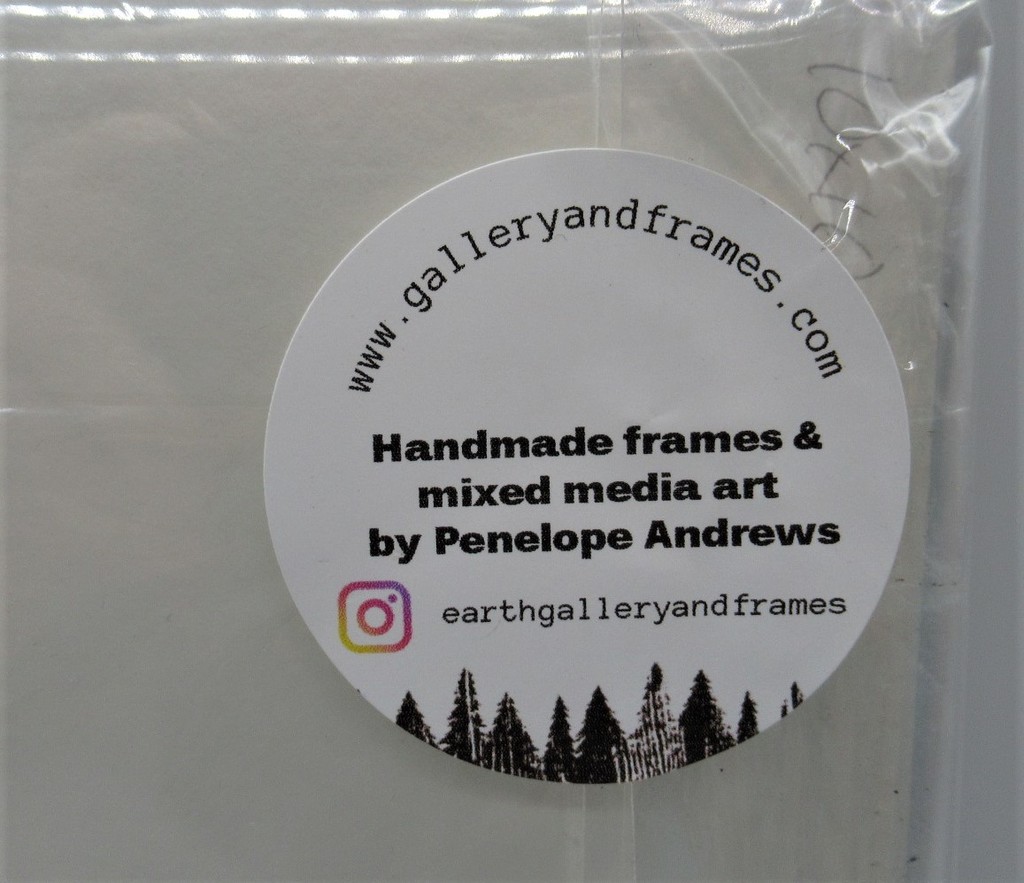 www.galleryandframes.com
Handmade frames &
mixed media art
by Penelope Andrews
earthgalleryandframes